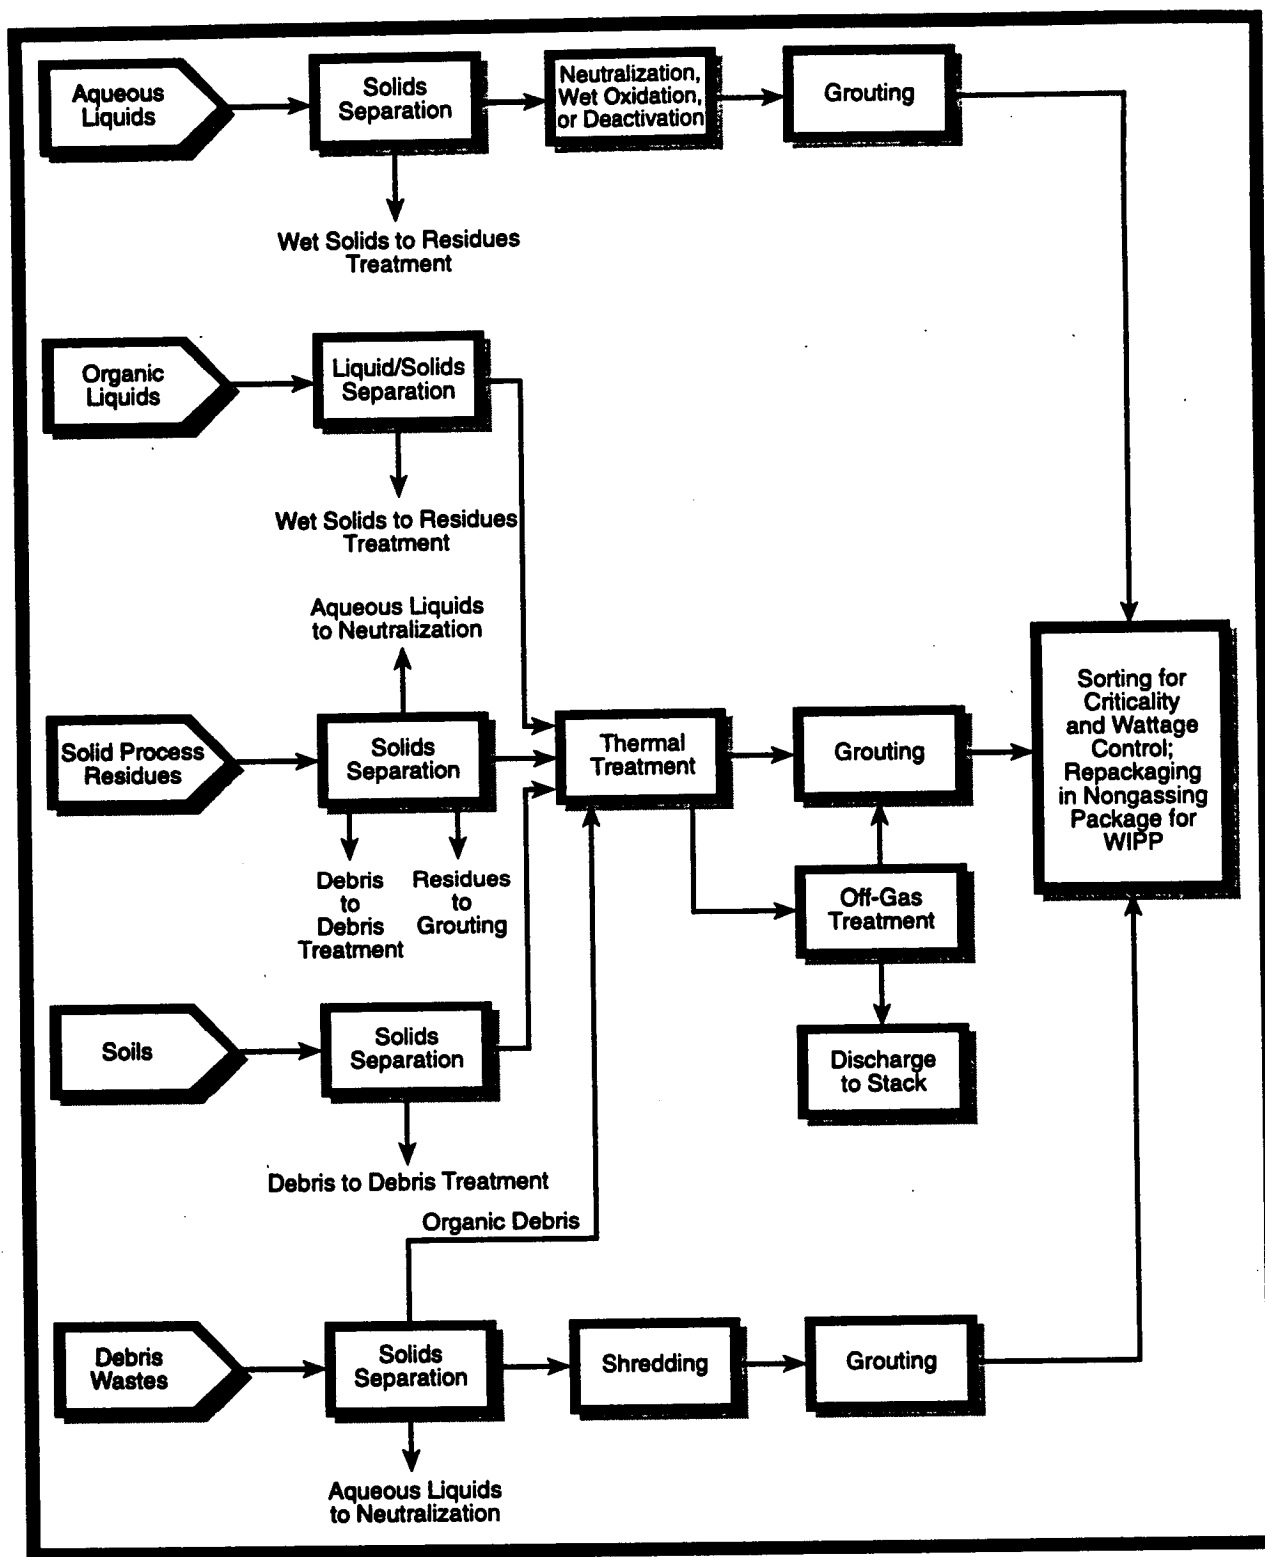 Aqueous
Liquids
Solids
Separation
Neutralization,
Wet Oxidation,
or Deactivation
Grouting
Wet Solids to Residues
Treatment
Organic
Liquids
Liquid/Solids
Separation
Wet Solids to Residues
Treatment
Aqueous Liquids
to Neutralization
Solid Process
Residues
Solids
Separation
Thermal
Treatment
Grouting
Sorting for
Criticality
and Wattage
Control;
Repackaging
in Nongassing
Package for
WIPP
Debris
to
Debris
Treatment
Residues
to
Grouting
Off-Gas
Treatment
Soils
Solids
Separation
Discharge
to Stack
Debris to Debris Treatment
Organic Debris
Debris
Wastes
Solids
Separation
Shredding
Grouting
Aqueous Liquids
to Neutralization